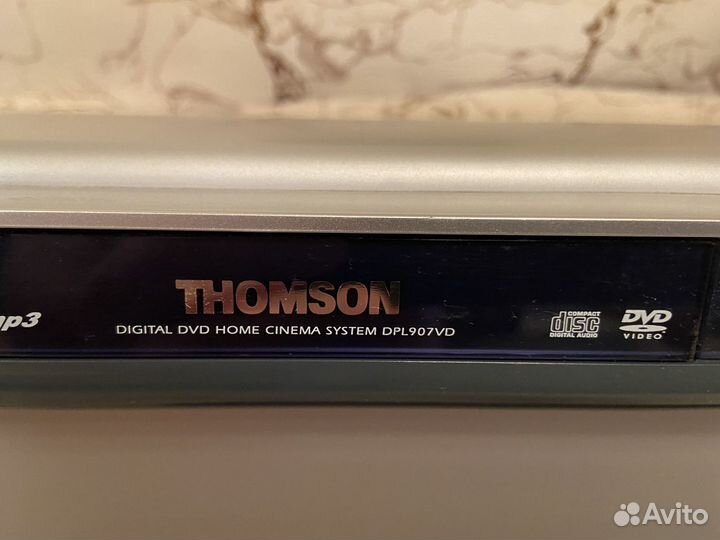 THOMSON
mp3
DIGITAL DVD HOME CINEMA SYSTEM DPL907VD
COMPACT
disc
DIGITAL AUDIO
DVD
VIDEO
Avito